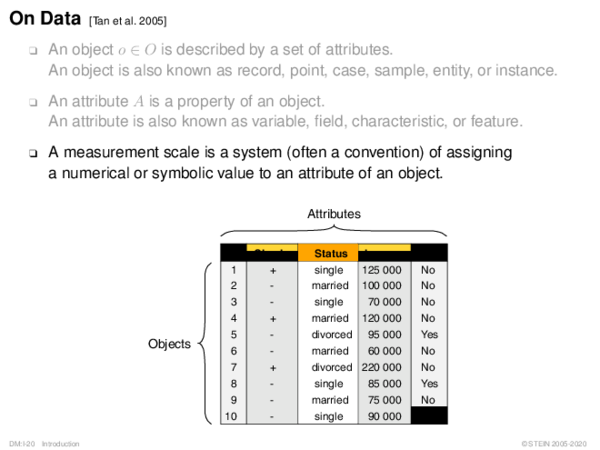 On Data [Tan et al. 2005]
❑ An object o ∈ O is described by a set of attributes.
An object is also known as record, point, case, sample, entity, or instance.
❑ An attribute A is a property of an object.
An attribute is also known as variable, field, characteristic, or feature.
❑ A measurement scale is a system (often a convention) of assigning
a numerical or symbolic value to an attribute of an object.
Attributes
Status
1 + single 125 000 No
2 - married 100 000 No
3 - single 70 000 No
4 + married 120 000 No
5 - divorced 95 000 Yes
Objects
6 - married 60 000 No
7 + divorced 220 000 No
8 - single 85 000 Yes
9 - married 75 000 No
10 - single 90 000
DM:I-20 Introduction © STEIN 2005-2020